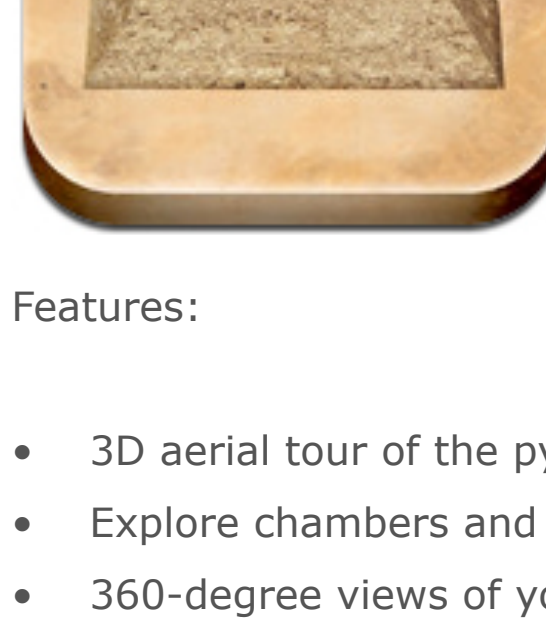 Features:
• 3D aerial tour of the
• Explore chambers and
• 360-degree views of